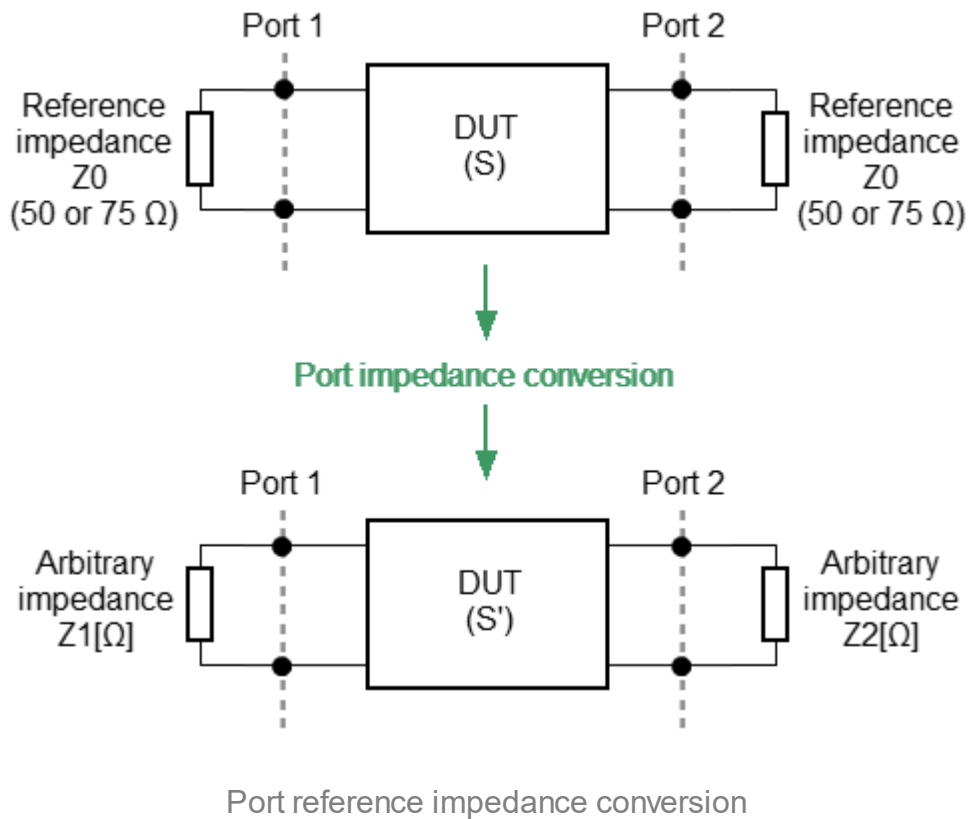 Port 1
Port 2
Reference
impedance
Z0
(50 or 75 Ω)
DUT
(S)
Reference
impedance
Z0
(50 or 75 Ω)
Port impedance conversion
Port 1
Port 2
Arbitrary
impedance
Z1[Ω]
DUT
(S')
Arbitrary
impedance
Z2[Ω]
Port reference impedance conversion